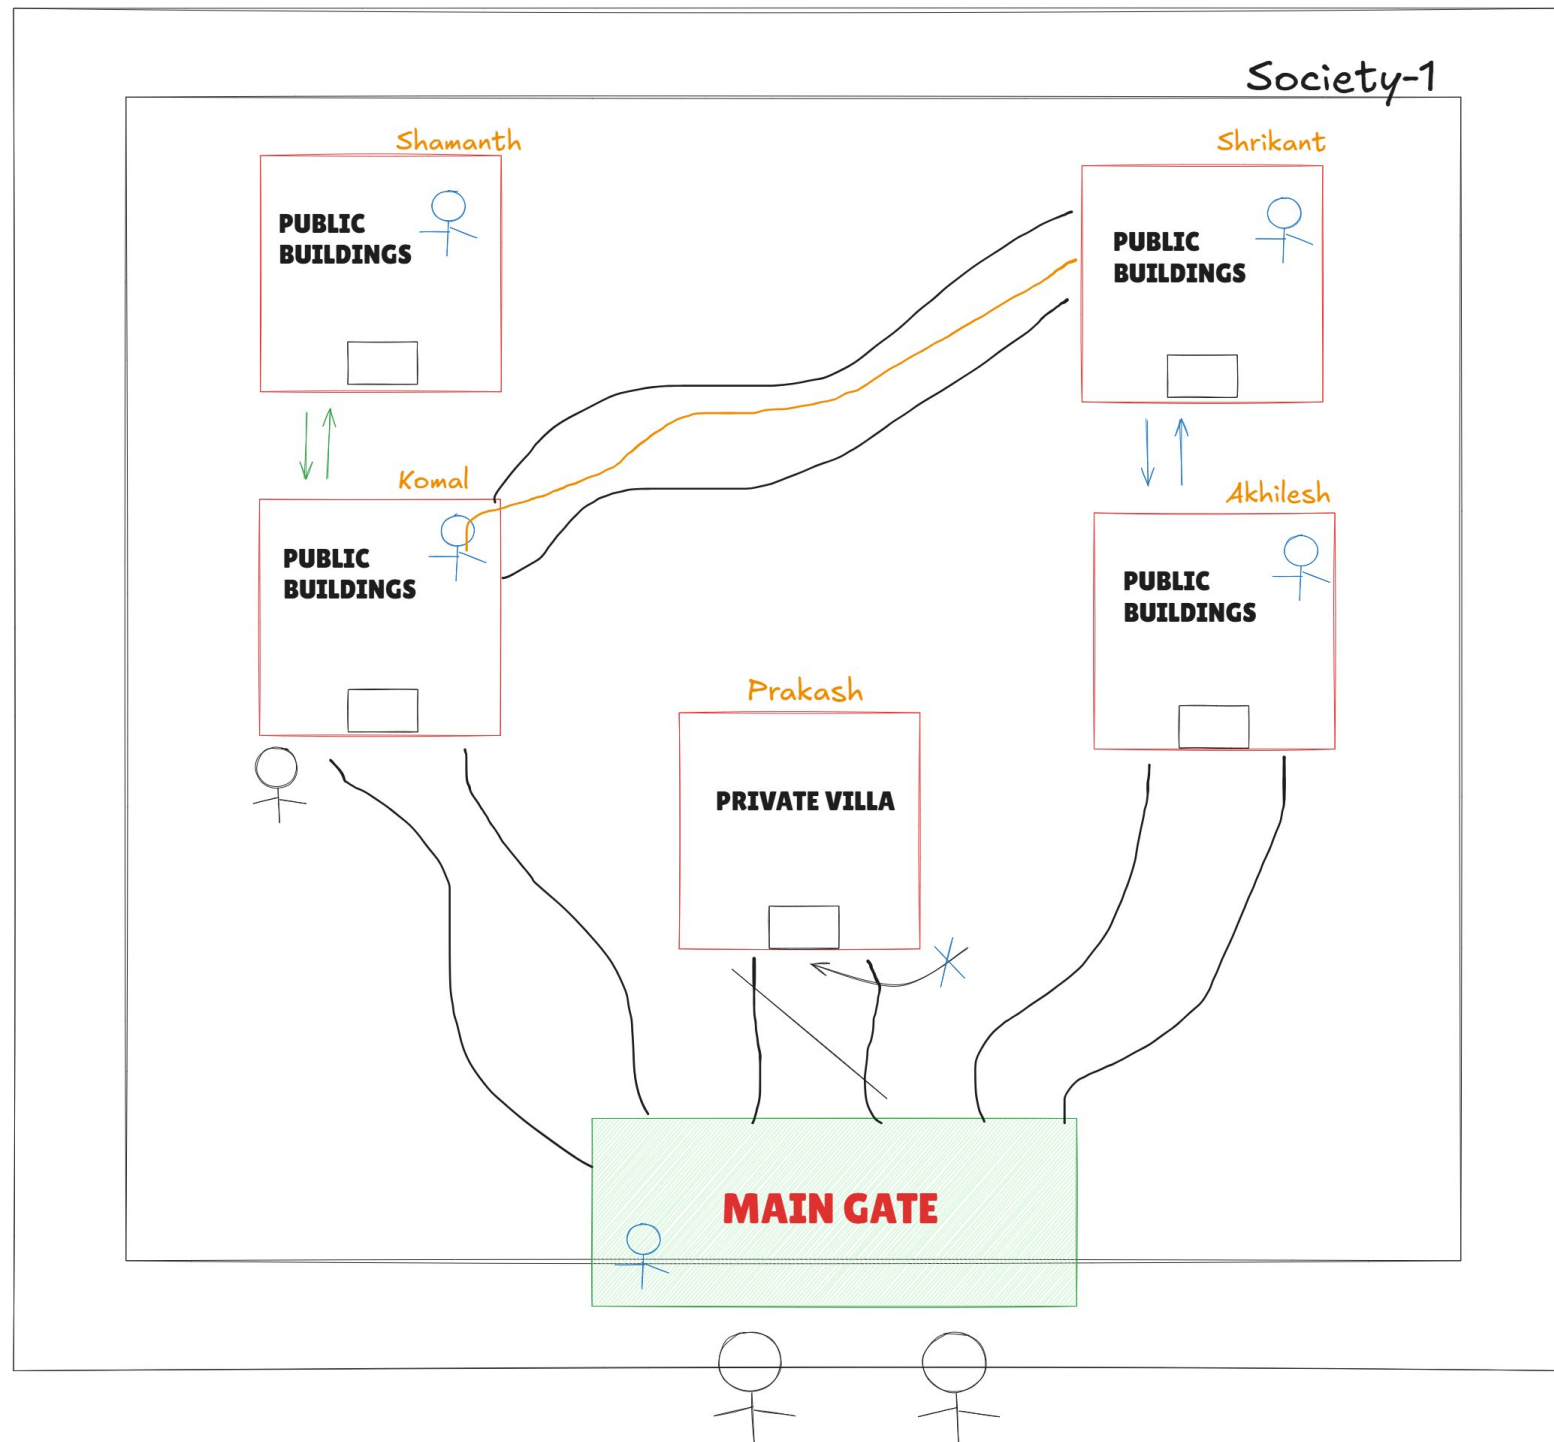 Society-1
Shamanth
Shrikant
PUBLIC
BUILDINGS
PUBLIC
BUILDINGS
Komal
Akhilesh
PUBLIC
BUILDINGS
PUBLIC
BUILDINGS
Prakash
PRIVATE VILLA
MAIN GATE